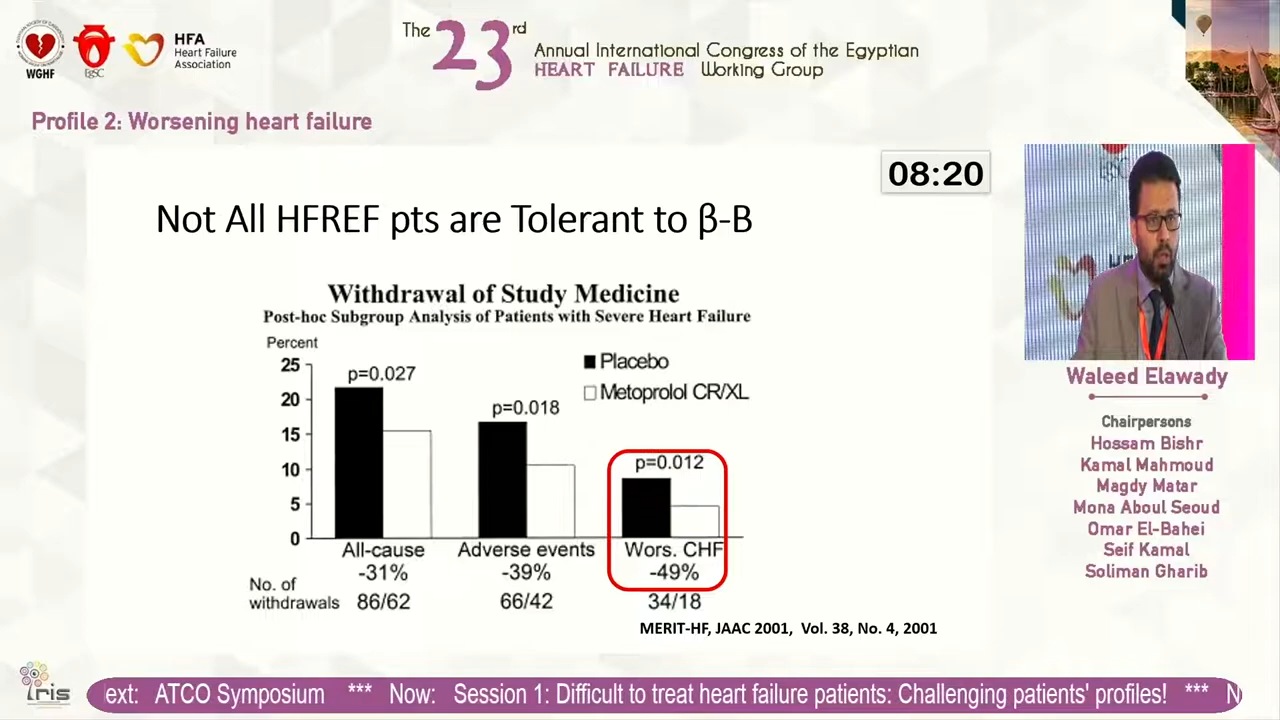 WGHF
EgSC
HFA
Heart Failure
Association
The 23rd
Annual International Congress of the Egyptian
HEART FAILURE Working Group
Profile 2: Worsening heart failure
08:20
Not All HFREF pts are Tolerant to β-B
Withdrawal of Study Medicine
Post-hoc Subgroup Analysis of Patients with Severe Heart Failure
Percent
25
20
15
10
5
0
Placebo
Metoprolol CR/XL
p=0.027
p=0.018
p=0.012
All-cause Adverse events Wors. CHF
-31% -39% -49%
No. of
withdrawals 86/62 66/42 34/18
MERIT-HF, JAAC 2001, Vol. 38, No. 4, 2001
Waleed Elawady
Chairpersons
Hossam Bishr
Kamal Mahmoud
Magdy Matar
Mona Aboul Seoud
Omar El-Bahei
Seif Kamal
Soliman Gharib
iris
ext: ATCO Symposium *** Now: Session 1: Difficult to treat heart failure patients: Challenging patients' profiles! *** N